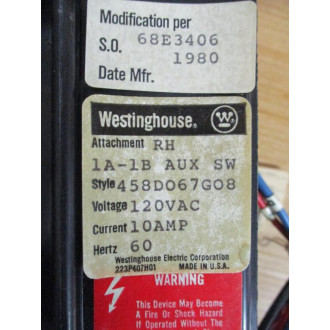 Modification per
S.O. 68E3406
1980
Date Mfr.
Westinghouse W
Attachment RH
1A-1B AUX SW
Style 458D067G08
Voltage 120VAC
Current 10AMP
Hertz 60
Westinghouse Electric Corporation
223P407H01 MADE IN U.S.A.
WARNING
This Device May Become
A Fire Or Shock Hazard
If Operated Without The